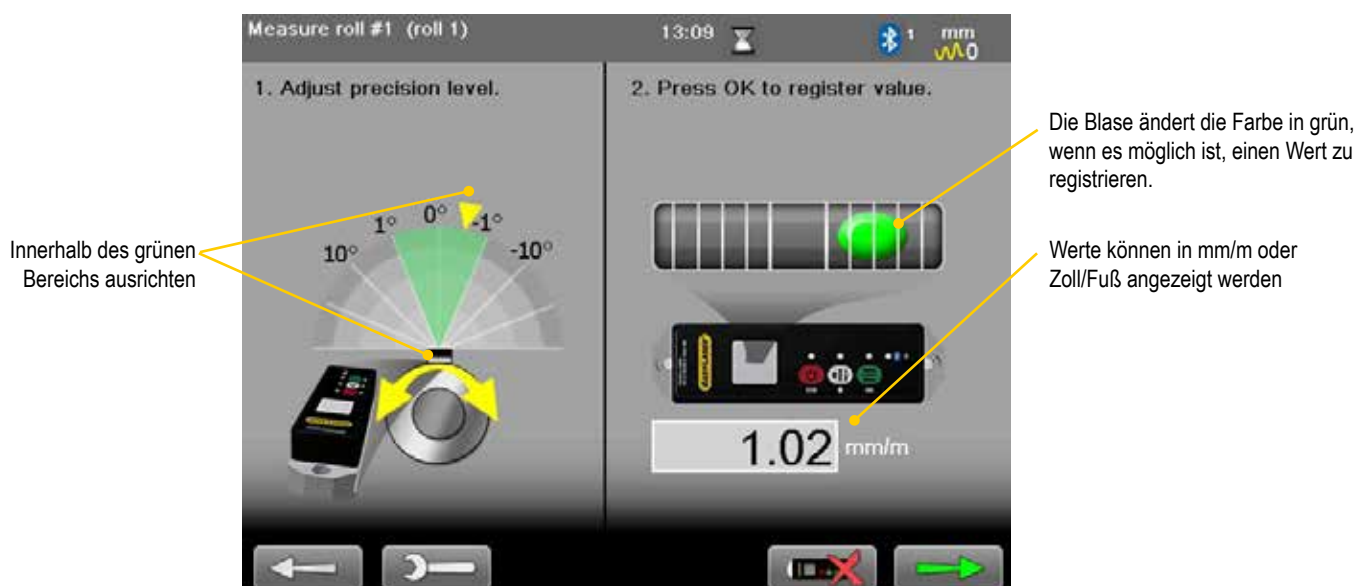 Measure roll #1 (roll 1)
13:09
1
mm
0
1. Adjust precision level.
2. Press OK to register value.
Die Blase ändert die Farbe in grün,
wenn es möglich ist, einen Wert zu
registrieren.
Innerhalb des grünen
Bereichs ausrichten
10°
1°
0°
-1°
-10°
Werte können in mm/m oder
Zoll/Fuß angezeigt werden
1.02 mm/m